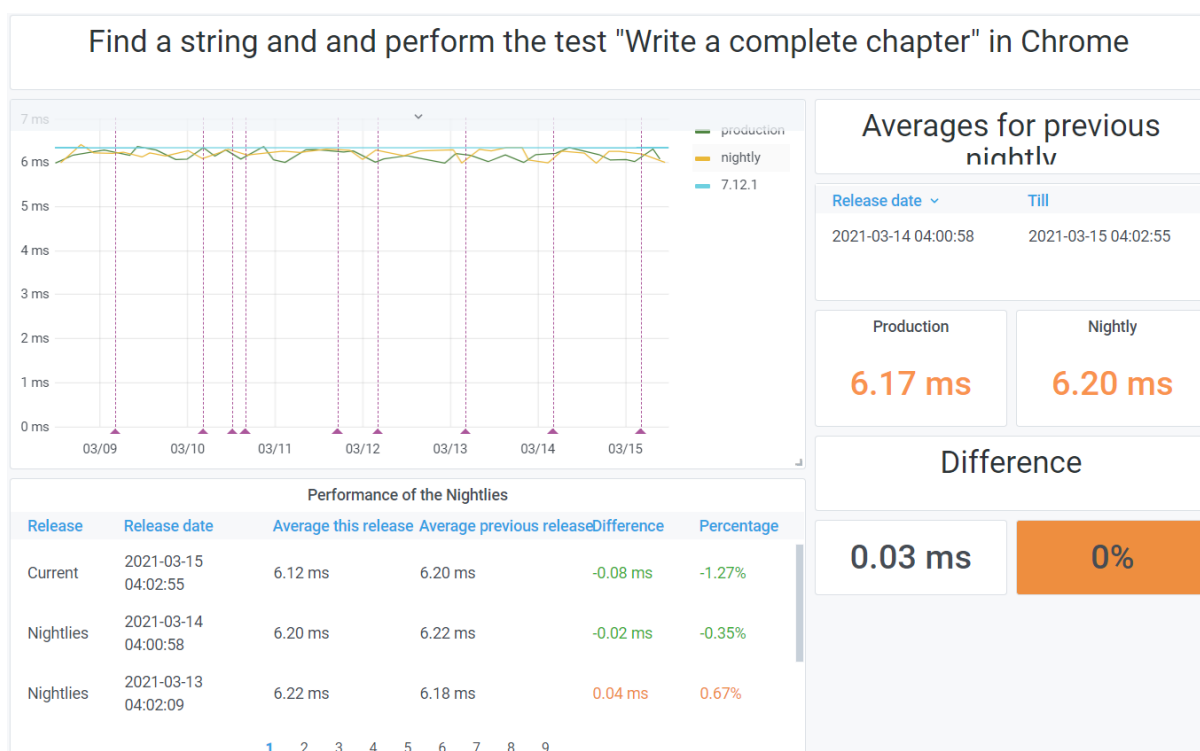 Find a string and and perform the test "Write a complete chapter" in Chrome
7 ms
6 ms
5 ms
4 ms
3 ms
2 ms
1 ms
0 ms
03/09 03/10 03/11 03/12 03/13 03/14 03/15
production
nightly
7.12.1
Averages for previous
nightly
Release date Till
2021-03-14 04:00:58 2021-03-15 04:02:55
Production Nightly
6.17 ms 6.20 ms
Difference
0.03 ms 0%
Performance of the Nightlies
Release Release date Average this release Average previous release Difference Percentage
Current 2021-03-15 04:02:55 6.12 ms 6.20 ms -0.08 ms -1.27%
Nightlies 2021-03-14 04:00:58 6.20 ms 6.22 ms -0.02 ms -0.35%
Nightlies 2021-03-13 04:02:09 6.22 ms 6.18 ms 0.04 ms 0.67%
1 2 3 4 5 6 7 8 9